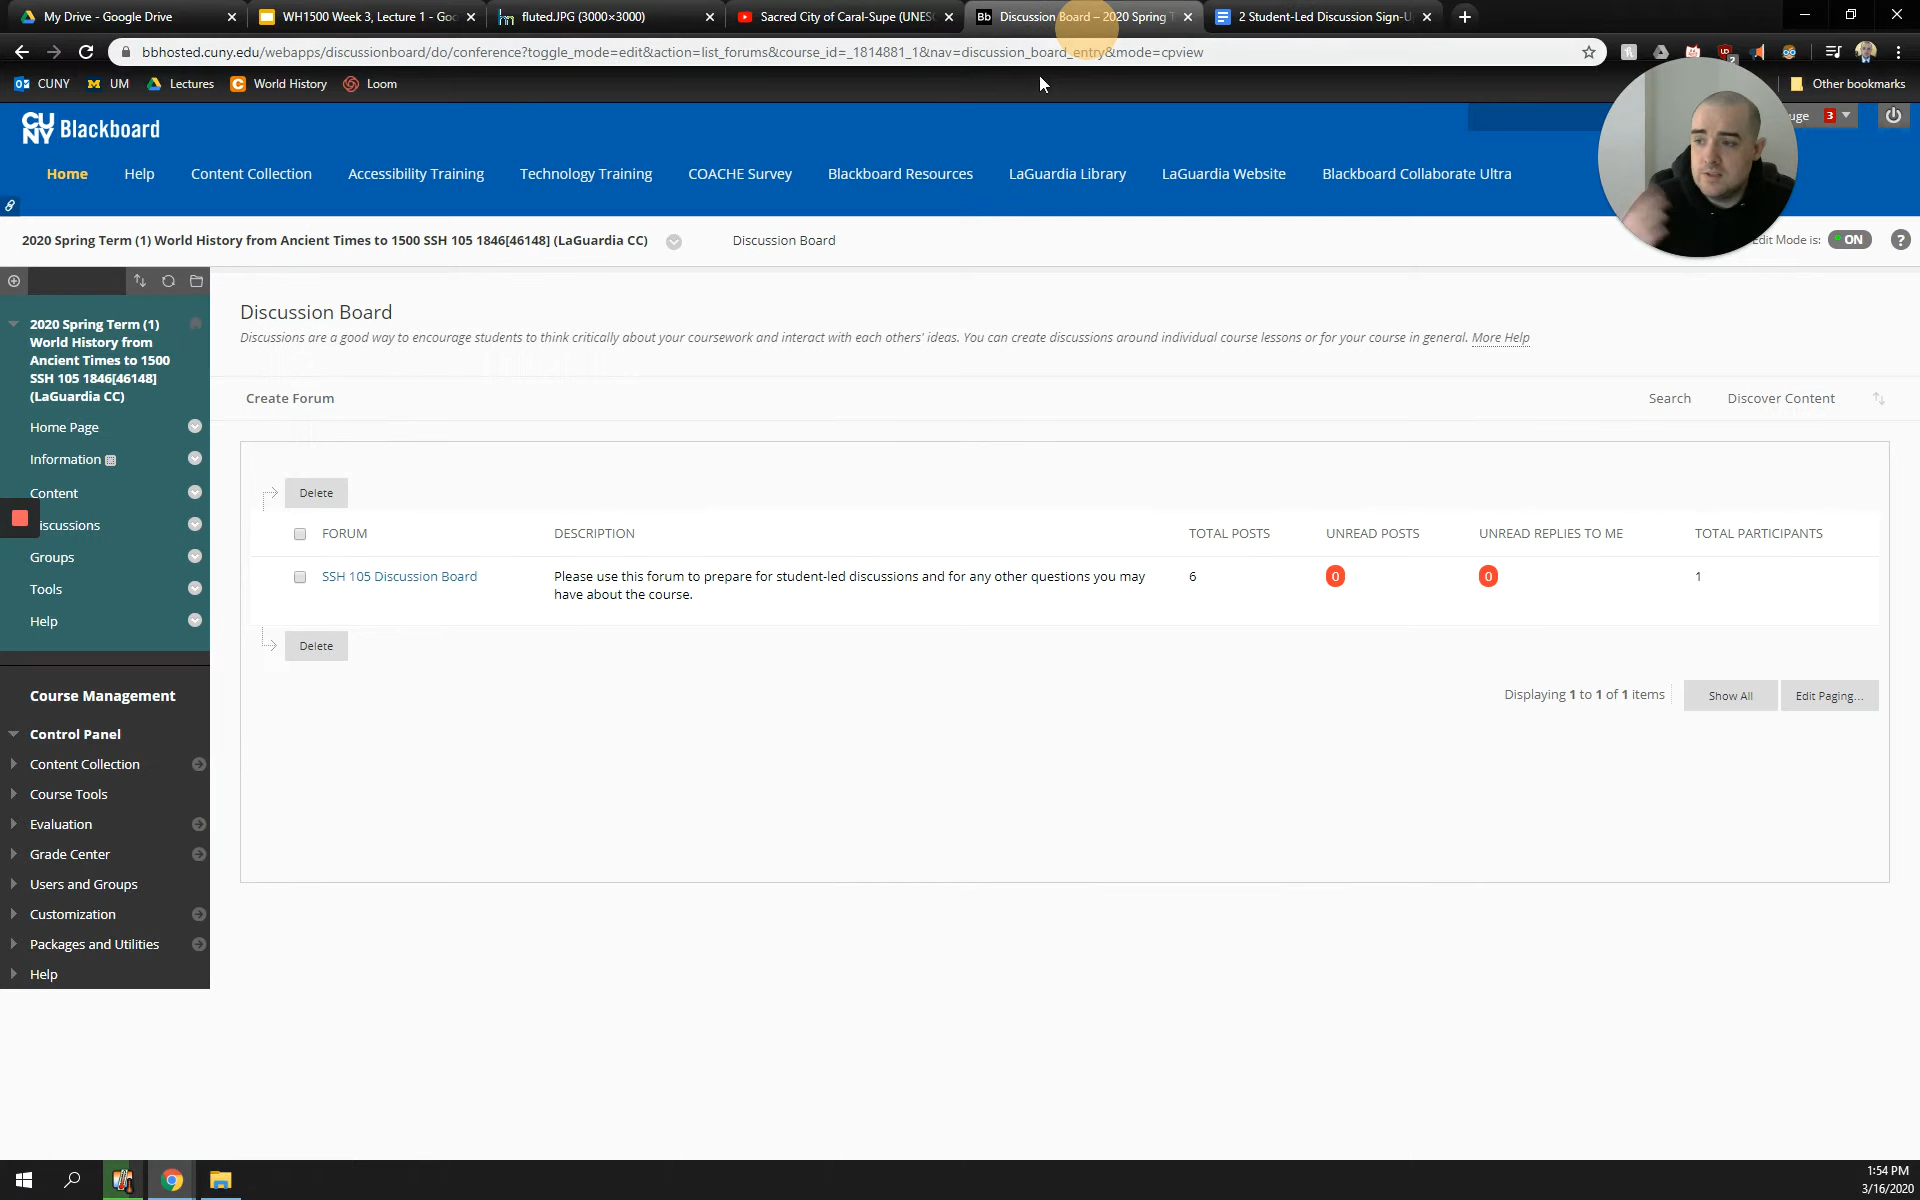 My Drive - Google Drive
WH1500 Week 3, Lecture 1 - Goo
fluted.JPG (3000×3000)
Sacred City of Caral-Supe (UNESC
Bb Discussion Board – 2020 Spring T
2 Student-Led Discussion Sign-U
bbhosted.cuny.edu/webapps/discussionboard/do/conference?toggle_mode=edit&action=list_forums&course_id=_1814881_1&nav=discussion_board_entry&mode=cpview
CUNY
UM
Lectures
World History
Loom
Other bookmarks
CUNY Blackboard
uge 3
Home
Help
Content Collection
Accessibility Training
Technology Training
COACHE Survey
Blackboard Resources
LaGuardia Library
LaGuardia Website
Blackboard Collaborate Ultra
2020 Spring Term (1) World History from Ancient Times to 1500 SSH 105 1846[46148] (LaGuardia CC)
Discussion Board
Edit Mode is: ON ?
2020 Spring Term (1)
World History from
Ancient Times to 1500
SSH 105 1846[46148]
(LaGuardia CC)
Home Page
Information
Content
iscussions
Groups
Tools
Help
Course Management
Control Panel
Content Collection
Course Tools
Evaluation
Grade Center
Users and Groups
Customization
Packages and Utilities
Help
Discussion Board
Discussions are a good way to encourage students to think critically about your coursework and interact with each others' ideas. You can create discussions around individual course lessons or for your course in general. More Help
Create Forum
Search
Discover Content
Delete
FORUM
DESCRIPTION
TOTAL POSTS
UNREAD POSTS
UNREAD REPLIES TO ME
TOTAL PARTICIPANTS
SSH 105 Discussion Board
Please use this forum to prepare for student-led discussions and for any other questions you may
have about the course.
6
0
0
1
Delete
Displaying 1 to 1 of 1 items
Show All
Edit Paging...
1:54 PM
3/16/2020